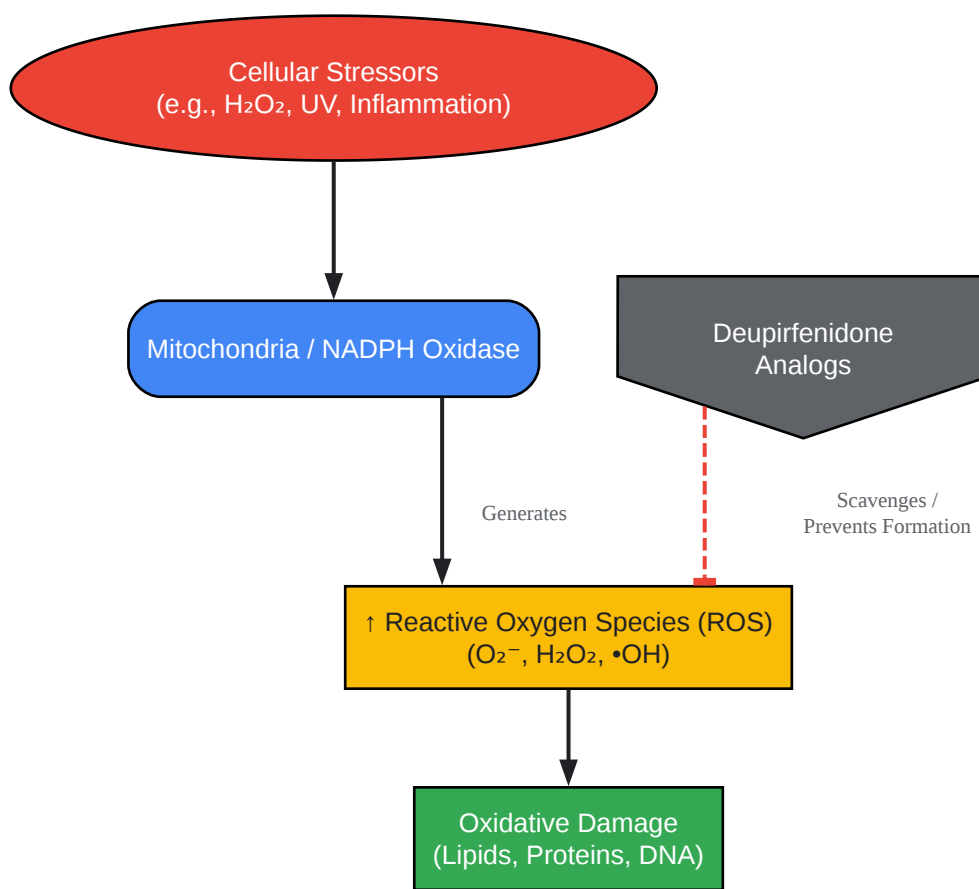 Cellular Stressors
(e.g., H₂O₂, UV, Inflammation)
Mitochondria / NADPH Oxidase
Deupirfenidone
Analogs
Generates
Scavenges /
Prevents Formation
↑ Reactive Oxygen Species (ROS)
(O₂⁻, H₂O₂, •OH)
Oxidative Damage
(Lipids, Proteins, DNA)